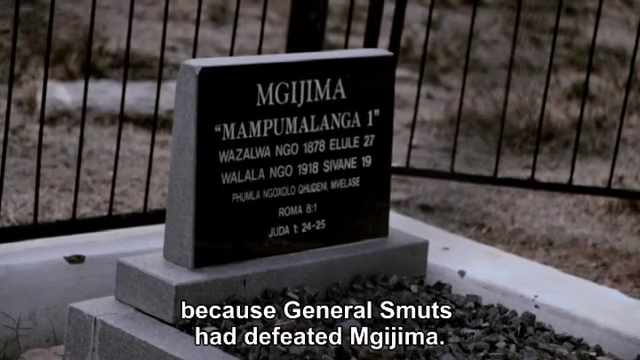 MGIJIMA
"MAMPUMALANGA 1"
WAZALWA NGO 1878 ELULE 27
WALALA NGO 1918 SIVANE 19
PHUMLA NGOXOLO QHUDENI, MVELASE
ROMA 8:1
JUDA 1: 24-25
because General Smuts
had defeated Mgijima.